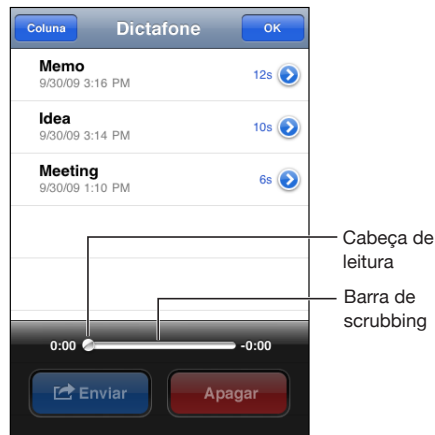 Coluna Dictafone OK
Memo
9/30/09 3:16 PM 12s
Idea
9/30/09 3:14 PM 10s
Meeting
9/30/09 1:10 PM 6s
Cabeça de
leitura
Barra de
scrubbing
0:00 -0:00
Enviar Apagar